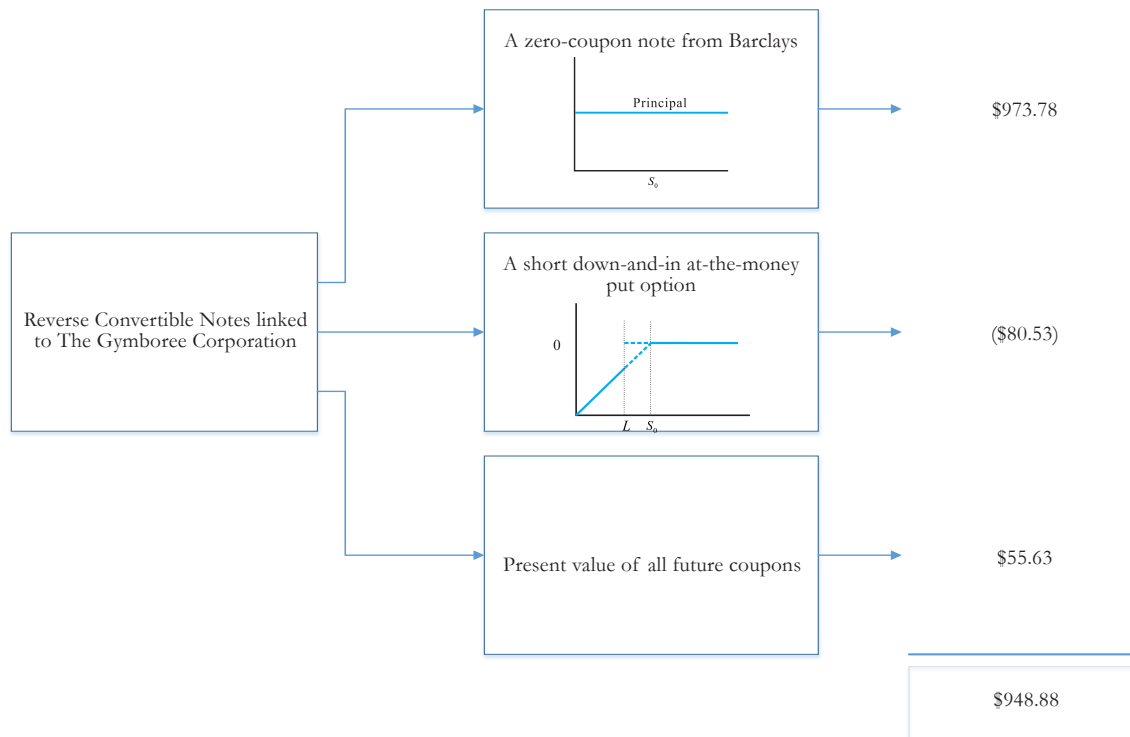 A zero-coupon note from Barclays
Principal
S₀
$973.78
Reverse Convertible Notes linked
to The Gymboree Corporation
A short down-and-in at-the-money
put option
0
L S₀
($80.53)
Present value of all future coupons
$55.63
$948.88